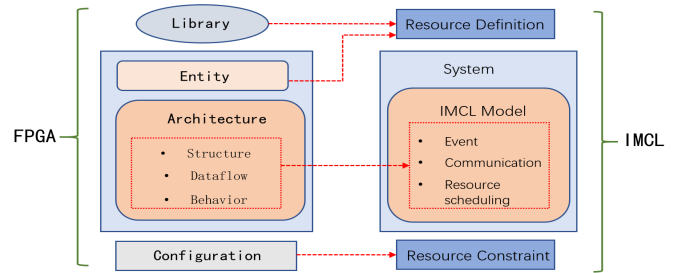 Library
Resource Definition
Entity
System
Architecture
IMCL Model
FPGA
• Structure
• Dataflow
• Behavior
• Event
• Communication
• Resource
scheduling
IMCL
Configuration
Resource Constraint